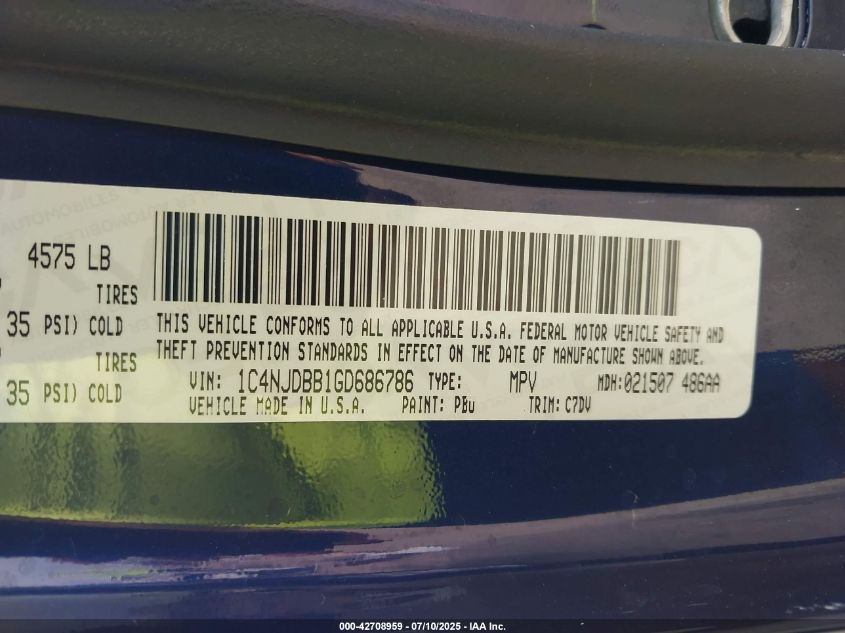 4575 LB
TIRES
35 PSI) COLD
TIRES
35 PSI) COLD
THIS VEHICLE CONFORMS TO ALL APPLICABLE U.S.A. FEDERAL MOTOR VEHICLE SAFETY AND
THEFT PREVENTION STANDARDS IN EFFECT ON THE DATE OF MANUFACTURE SHOWN ABOVE.
VIN: 1C4NJDBB1GD686786 TYPE: MPV MDH:021507 486AA
VEHICLE MADE IN U.S.A. PAINT: PBU TRIM: C7DV
000-42708959 - 07/10/2025 - IAA Inc.